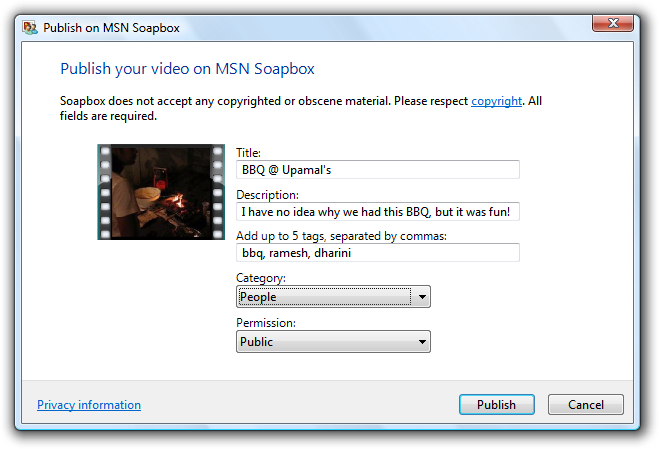 Publish on MSN Soapbox
Publish your video on MSN Soapbox
Soapbox does not accept any copyrighted or obscene material. Please respect copyright. All
fields are required.
Title:
BBQ @ Upamal's
Description:
I have no idea why we had this BBQ, but it was fun!
Add up to 5 tags, separated by commas:
bbq, ramesh, dharini
Category:
People
Permission:
Public
Privacy information
Publish
Cancel